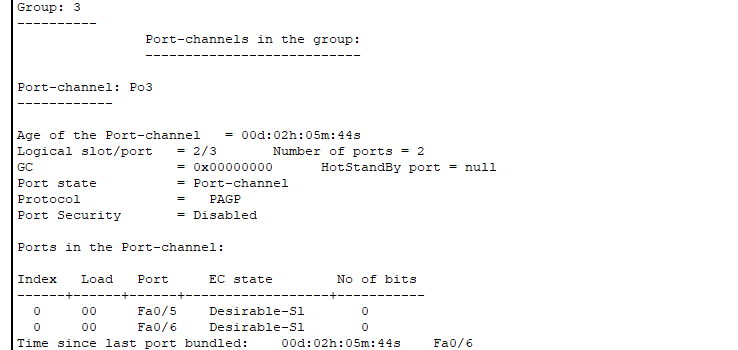 Group: 3
----------
                Port-channels in the group:
                ---------------------------

Port-channel: Po3
------------

Age of the Port-channel   = 00d:02h:05m:44s
Logical slot/port   = 2/3       Number of ports = 2
GC                  = 0x00000000      HotStandBy port = null
Port state          = Port-channel
Protocol            =   PAGP
Port Security       = Disabled

Ports in the Port-channel:

Index   Load   Port     EC state        No of bits
------+------+------+------------------+-----------
  0     00     Fa0/5    Desirable-Sl       0
  0     00     Fa0/6    Desirable-Sl       0
Time since last port bundled:    00d:02h:05m:44s    Fa0/6